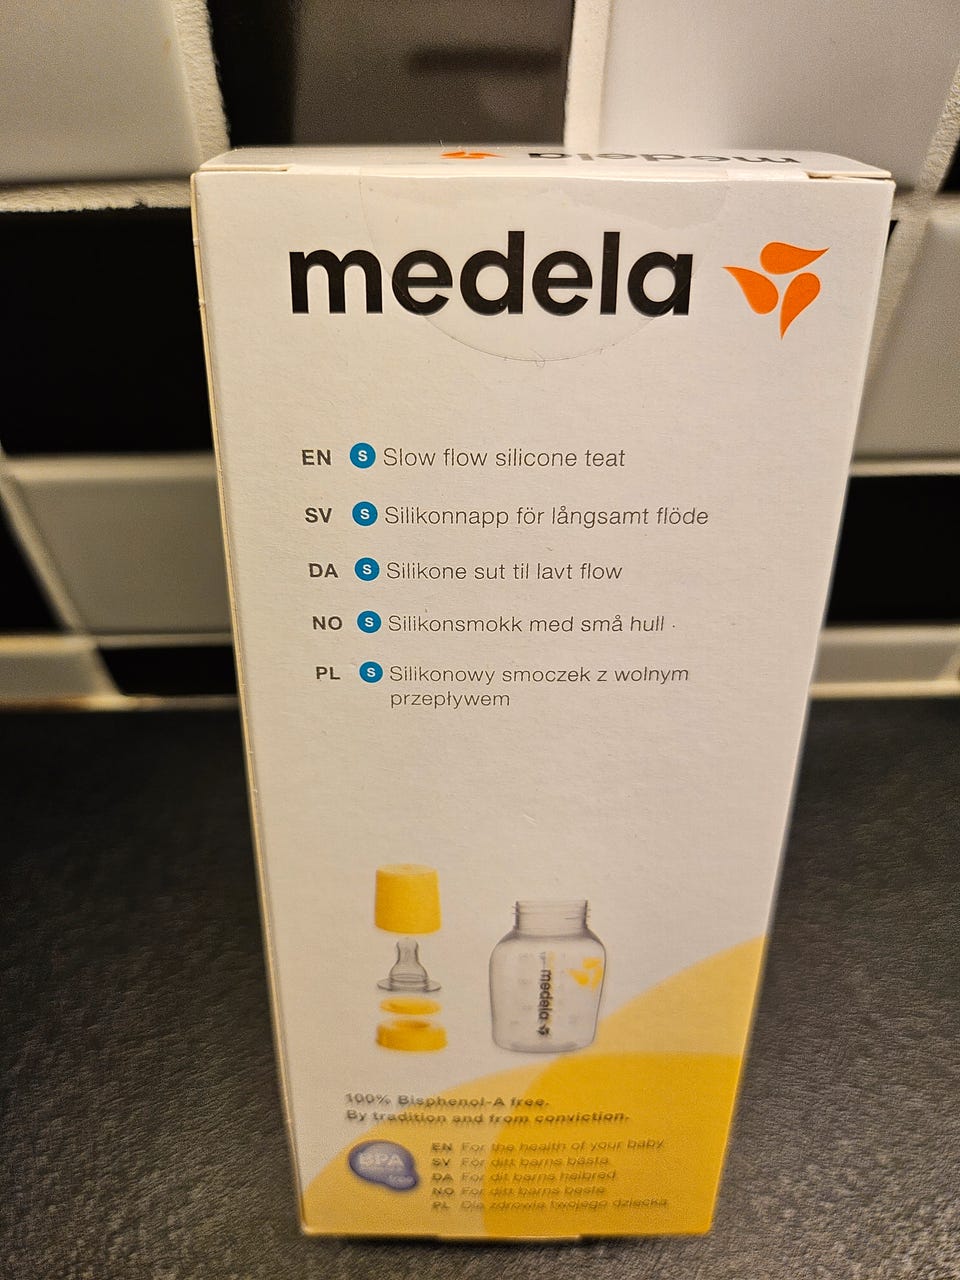 medela
medela
EN S Slow flow silicone teat
SV S Silikonnapp för långsamt flöde
DA S Silikone sut til lavt flow
NO S Silikonsmokk med små hull
PL S Silikonowy smoczek z wolnym
przepływem
medela
100% Bisphenol-A free.
By tradition and from conviction.
BPA
free
EN For the health of your baby
SV För ditt barns bästa
DA For dit barns helbred
NO For ditt barns beste
PL Dla zdrowia twojego dziecka